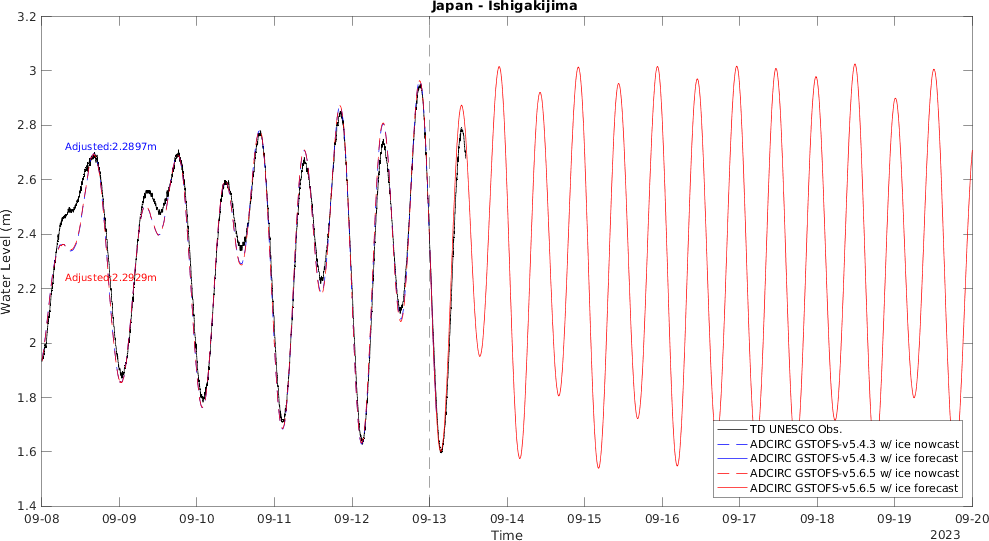 Japan - Ishigakijima
3.2
3
2.8
2.6
2.4
2.2
2
1.8
1.6
1.4
Water Level (m)
Adjusted:2.2897m
Adjusted:2.2929m
TD UNESCO Obs.
ADCIRC GSTOFS-v5.4.3 w/ ice nowcast
ADCIRC GSTOFS-v5.4.3 w/ ice forecast
ADCIRC GSTOFS-v5.6.5 w/ ice nowcast
ADCIRC GSTOFS-v5.6.5 w/ ice forecast
09-08 09-09 09-10 09-11 09-12 09-13 09-14 09-15 09-16 09-17 09-18 09-19 09-20
Time
2023